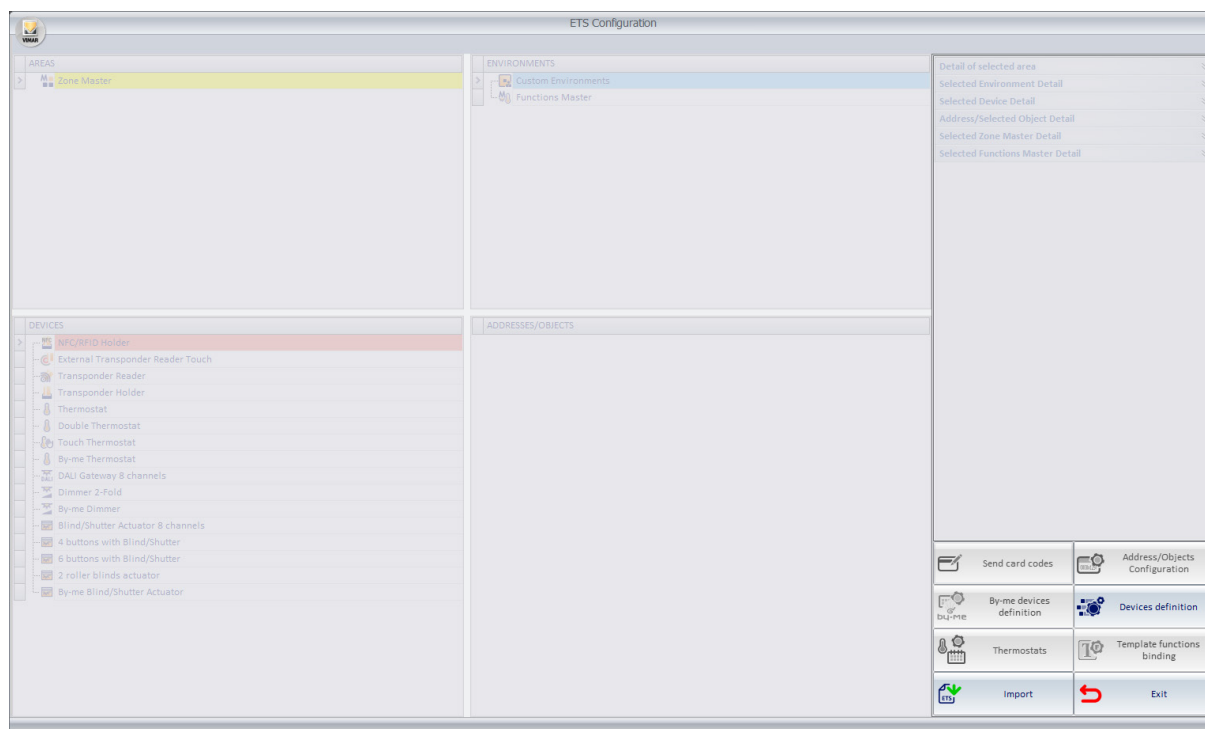 ETS Configuration
VIMAR
AREAS
Zone Master
ENVIRONMENTS
Custom Environments
Functions Master
Detail of selected area
Selected Environment Detail
Selected Device Detail
Address/Selected Object Detail
Selected Zone Master Detail
Selected Functions Master Detail
DEVICES
NFC/RFID Holder
External Transponder Reader Touch
Transponder Reader
Transponder Holder
Thermostat
Double Thermostat
Touch Thermostat
By-me Thermostat
DALI Gateway 8 channels
Dimmer 2-Fold
By-me Dimmer
Blind/Shutter Actuator 8 channels
4 buttons with Blind/Shutter
6 buttons with Blind/Shutter
2 roller blinds actuator
By-me Blind/Shutter Actuator
ADDRESSES/OBJECTS
Send card codes
Address/Objects
Configuration
by-me
By-me devices
definition
Devices definition
Thermostats
Template functions
binding
ETS
Import
Exit